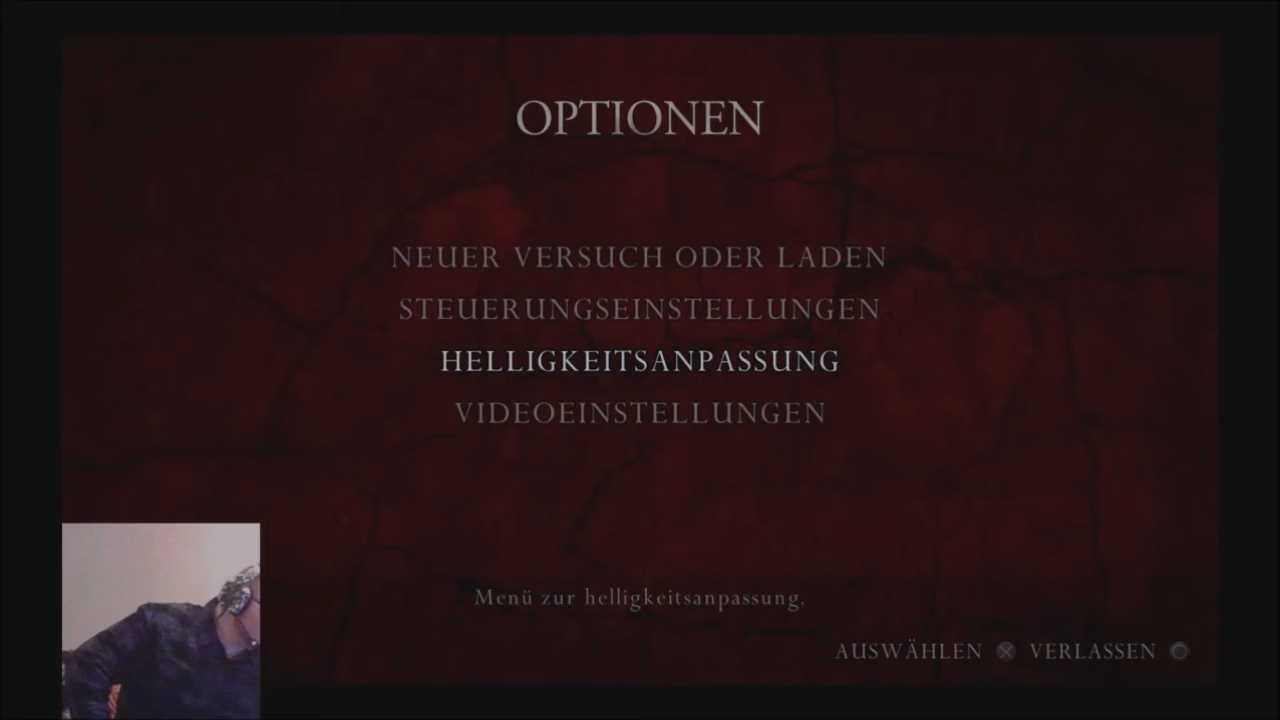 OPTIONEN
NEUER VERSUCH ODER LADEN
STEUERUNGSEINSTELLUNGEN
HELLIGKEITSANPASSUNG
VIDEOEINSTELLUNGEN
Menü zur helligkeitsanpassung.
AUSWÄHLEN VERLASSEN